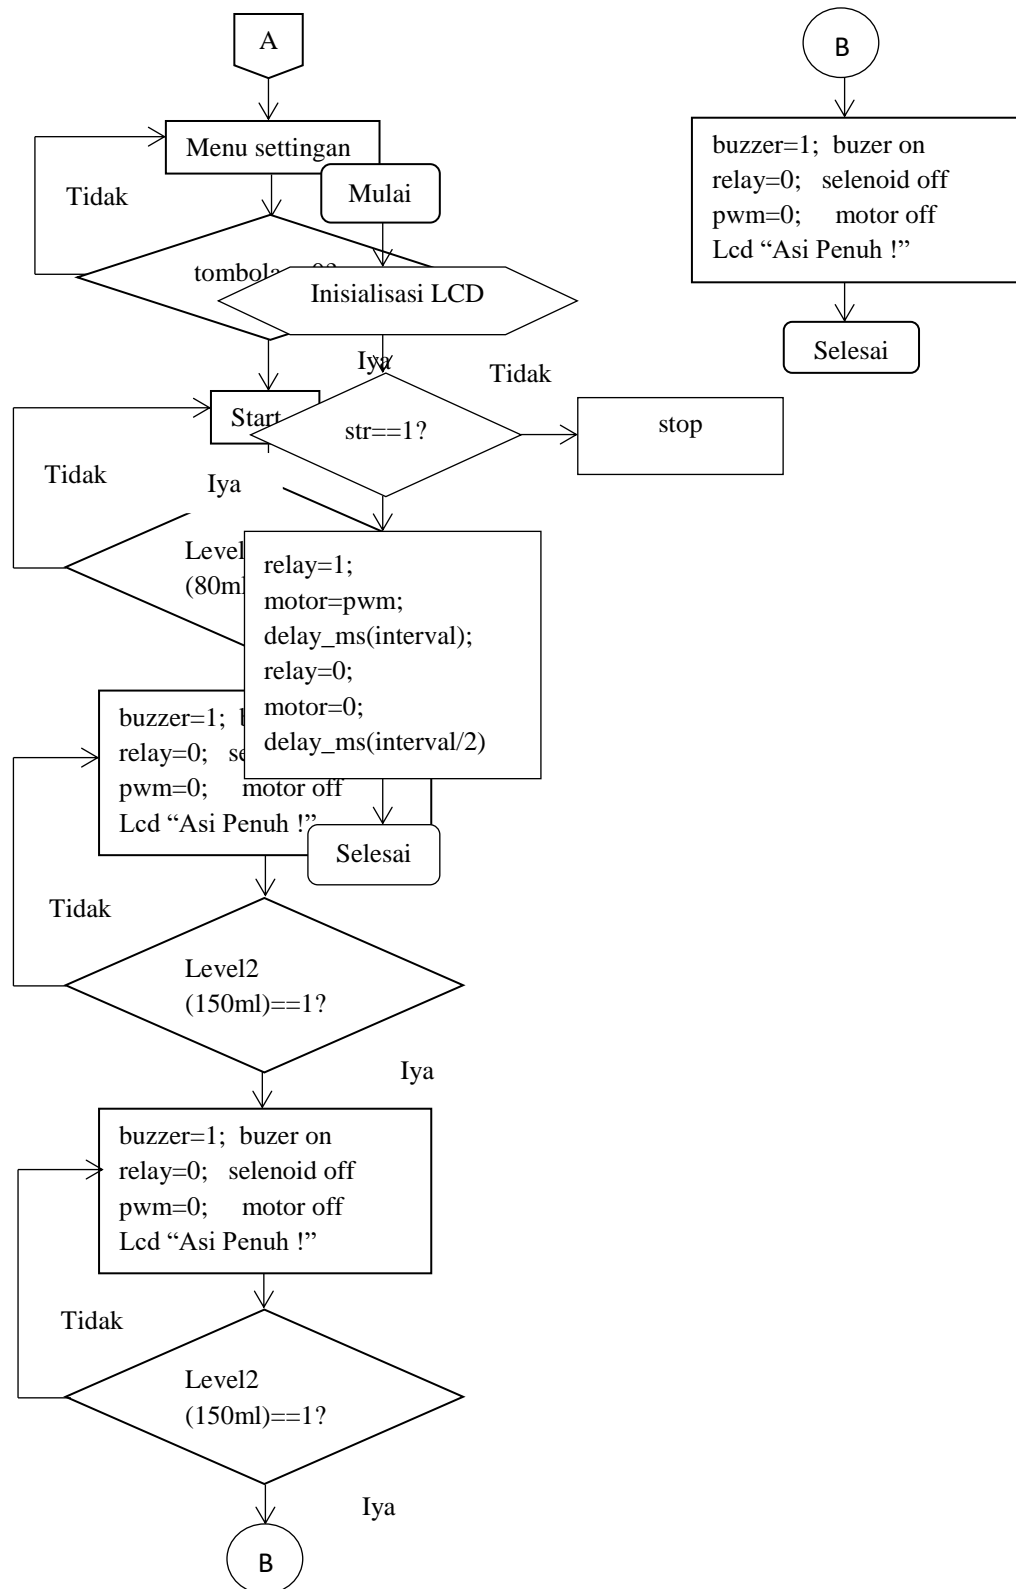 A
Menu settingan
Tidak
Iya
Start
Tidak
Iya
Level
buzzer=1;
relay=0;
pwm=0; motor off
Lcd “Asi Penuh !”
Tidak
Level2
(150ml)==1?
Iya
buzzer=1; buzer on
relay=0; selenoid off
pwm=0; motor off
Lcd “Asi Penuh !”
Tidak
Level2
(150ml)==1?
Iya
B
Mulai
Inisialisasi LCD
str==1?
Tidak
stop
relay=1;
motor=pwm;
delay_ms(interval);
relay=0;
motor=0;
delay_ms(interval/2)
Selesai
B
buzzer=1; buzer on
relay=0; selenoid off
pwm=0; motor off
Lcd “Asi Penuh !”
Selesai